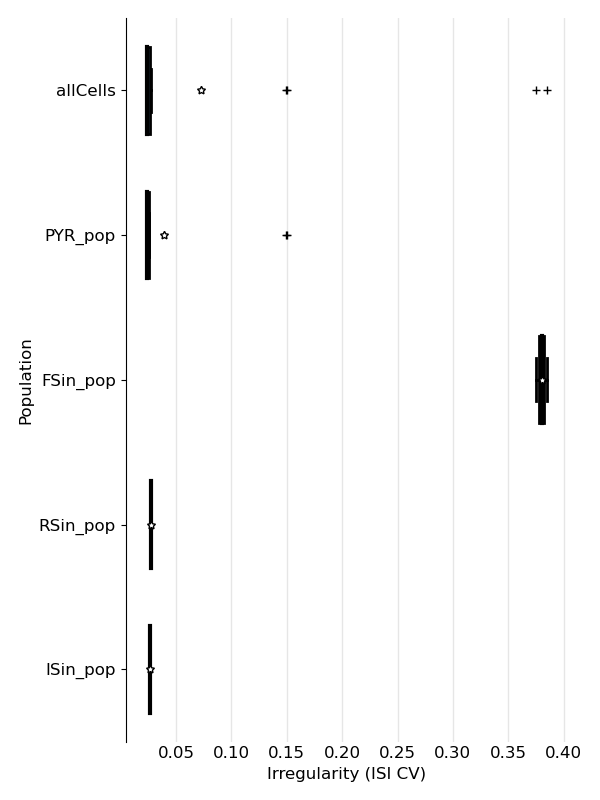 allCells
PYR_pop
FSin_pop
RSin_pop
ISin_pop
Population
0.05 0.10 0.15 0.20 0.25 0.30 0.35 0.40
Irregularity (ISI CV)